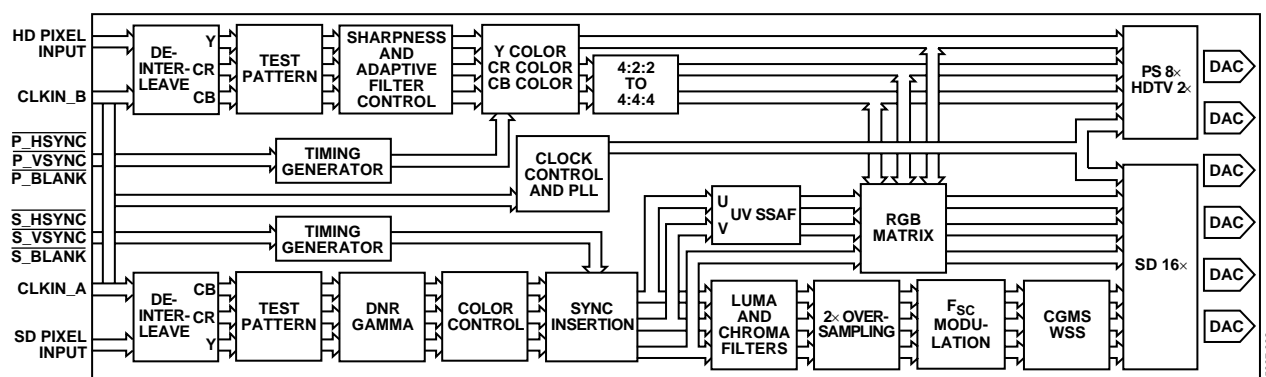 HD PIXEL
INPUT
CLKIN_B
P_HSYNC
P_VSYNC
P_BLANK
S_HSYNC
S_VSYNC
S_BLANK
CLKIN_A
SD PIXEL
INPUT
DE-
INTER-
LEAVE
Y
CR
CB
TEST
PATTERN
SHARPNESS
AND
ADAPTIVE
FILTER
CONTROL
Y COLOR
CR COLOR
CB COLOR
4:2:2
TO
4:4:4
PS 8×
HDTV 2×
TIMING
GENERATOR
CLOCK
CONTROL
AND PLL
TIMING
GENERATOR
U
V
UV SSAF
RGB
MATRIX
DE-
INTER-
LEAVE
CB
CR
Y
TEST
PATTERN
DNR
GAMMA
COLOR
CONTROL
SYNC
INSERTION
LUMA
AND
CHROMA
FILTERS
2× OVER-
SAMPLING
FSC
MODU-
LATION
CGMS
WSS
SD 16×
DAC
DAC
DAC
DAC
DAC
DAC